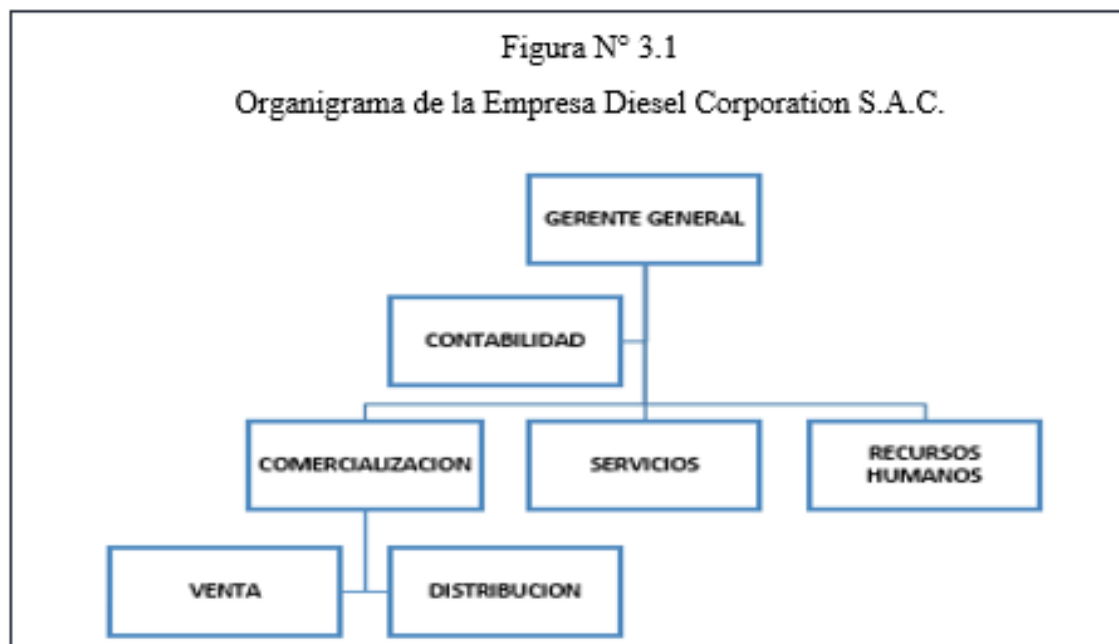 Figura N° 3.1
Organigrama de la Empresa Diesel Corporation S.A.C.
GERENTE GENERAL
CONTABILIDAD
COMERCIALIZACION
SERVICIOS
RECURSOS
HUMANOS
VENTA
DISTRIBUCION